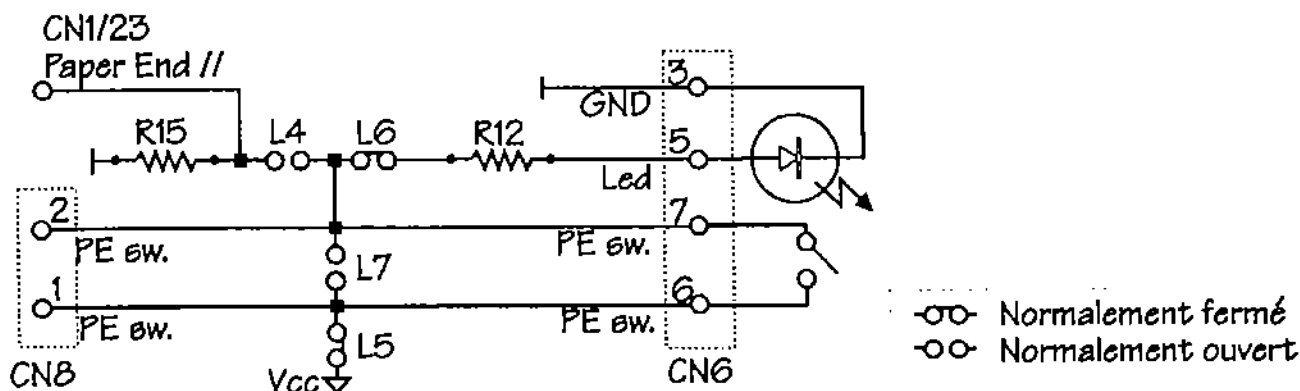 CN1/23
Paper End //
R15
L4
L6
R12
GND
3
5
Led
2
PE sw.
PE sw.
7
L7
1
PE sw.
PE sw.
6
L5
CN8
Vcc
CN6
Normalement fermé
Normalement ouvert